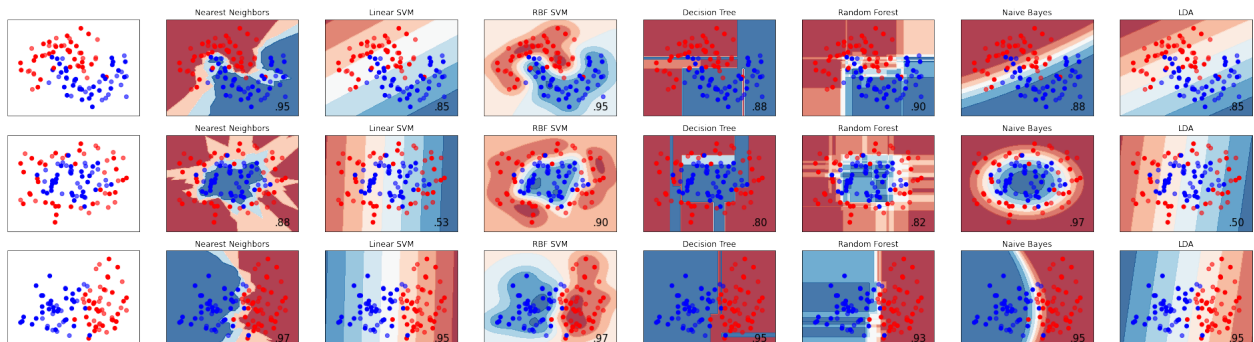 Nearest Neighbors Linear SVM RBF SVM Decision Tree Random Forest Naive Bayes LDA
.95 .85 .95 .88 .90 .88 .85
Nearest Neighbors Linear SVM RBF SVM Decision Tree Random Forest Naive Bayes LDA
.88 .53 .90 .80 .82 .97 .50
Nearest Neighbors Linear SVM RBF SVM Decision Tree Random Forest Naive Bayes LDA
.97 .95 .97 .95 .93 .95 .95